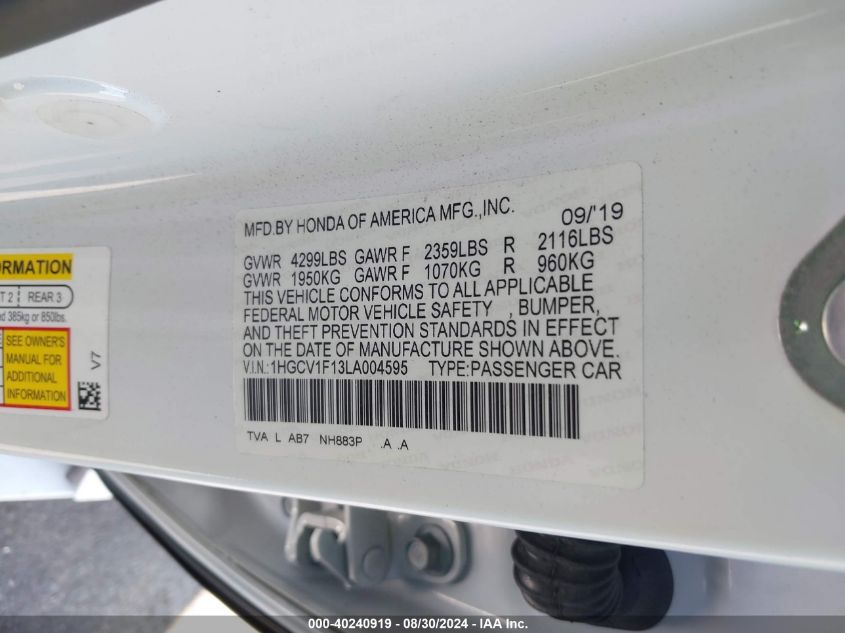 MFD.BY HONDA OF AMERICA MFG.,INC. 09/'19
GVWR 4299LBS GAWR F 2359LBS R 2116LBS
GVWR 1950KG GAWR F 1070KG R 960KG
THIS VEHICLE CONFORMS TO ALL APPLICABLE
FEDERAL MOTOR VEHICLE SAFETY , BUMPER,
AND THEFT PREVENTION STANDARDS IN EFFECT
ON THE DATE OF MANUFACTURE SHOWN ABOVE.
V.I.N.:1HGCV1F13LA004595 TYPE:PASSENGER CAR
TVA L AB7 NH883P .A .A
ORMATION
T 2 REAR 3
d 385kg or 850lbs.
SEE OWNER'S
MANUAL FOR
ADDITIONAL
INFORMATION
V7
000-40240919 - 08/30/2024 - IAA Inc.